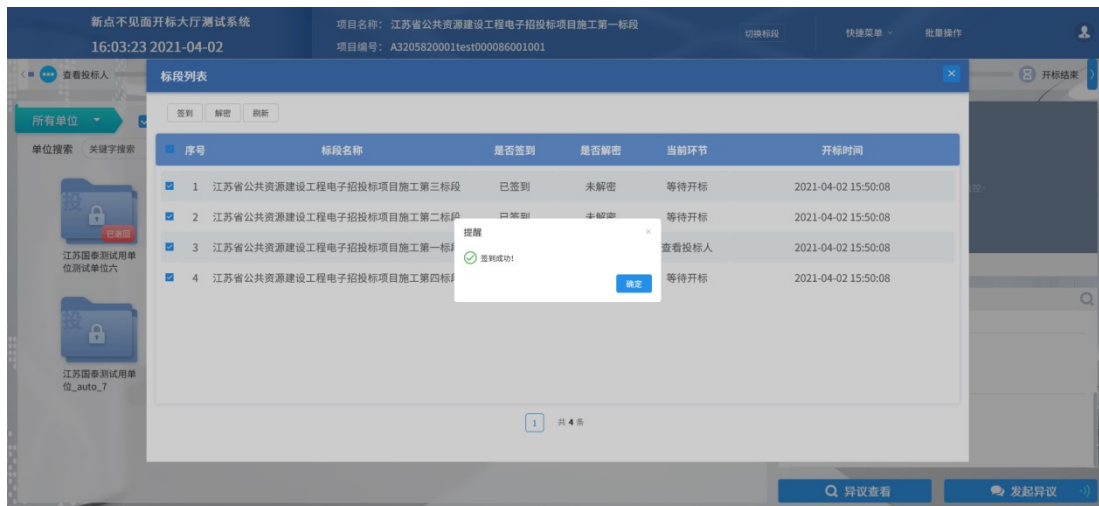 新点不见面开标大厅测试系统
16:03:23 2021-04-02
项目名称： 江苏省公共资源建设工程电子招投标项目施工第一标段
项目编号： A3205820001test000086001001
切换标段
快捷菜单
批量操作
查看投标人
开标结束
标段列表
所有单位
签到 解密 刷新
单位搜索 关键字搜索
序号 标段名称 是否签到 是否解密 当前环节 开标时间
1 江苏省公共资源建设工程电子招投标项目施工第三标段 已签到 未解密 等待开标 2021-04-02 15:50:08
2 江苏省公共资源建设工程电子招投标项目施工第二标段 已签到 未解密 等待开标 2021-04-02 15:50:08
3 江苏省公共资源建设工程电子招投标项目施工第一标段 查看投标人 2021-04-02 15:50:08
4 江苏省公共资源建设工程电子招投标项目施工第四标段 等待开标 2021-04-02 15:50:08
提醒
签到成功!
确定
投
江苏国泰测试用单
位测试单位六
投
江苏国泰测试用单
位_auto_7
1 共 4 条
异议查看
发起异议